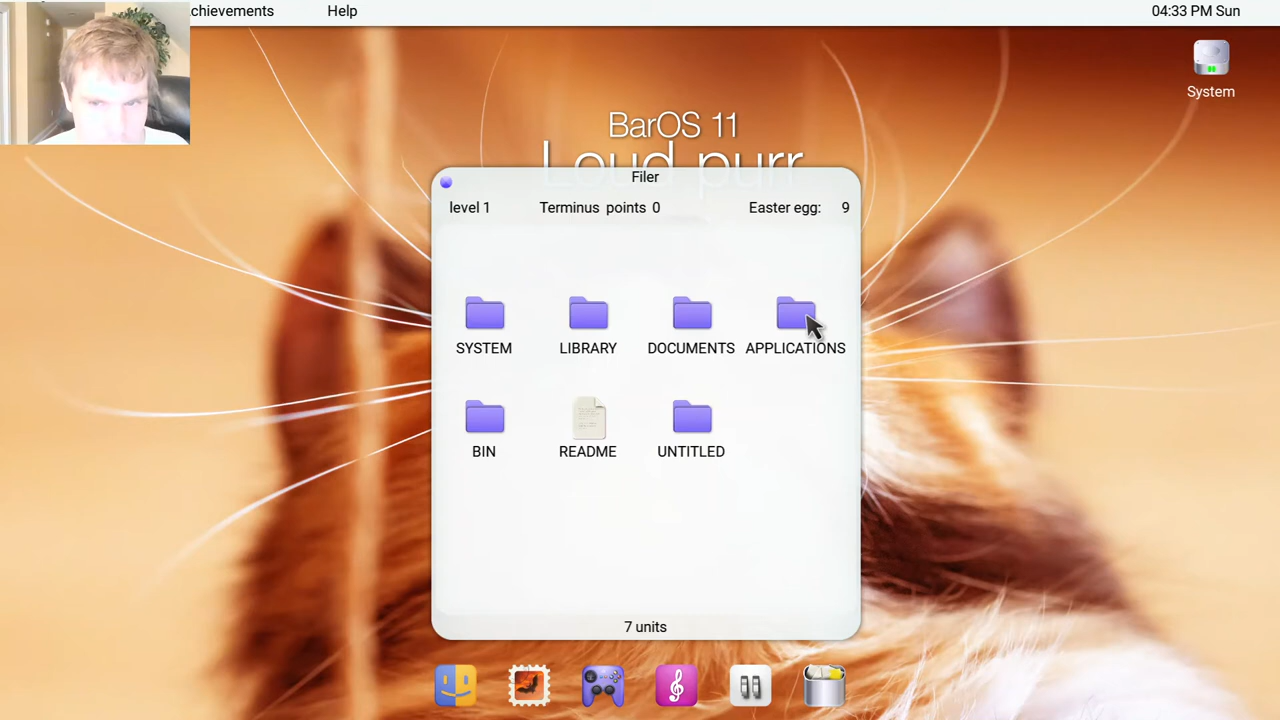 chievements Help 04:33 PM Sun
System
BarOS 11
Loud purr
Filer
level 1 Terminus points 0 Easter egg: 9
SYSTEM LIBRARY DOCUMENTS APPLICATIONS
BIN README UNTITLED
7 units